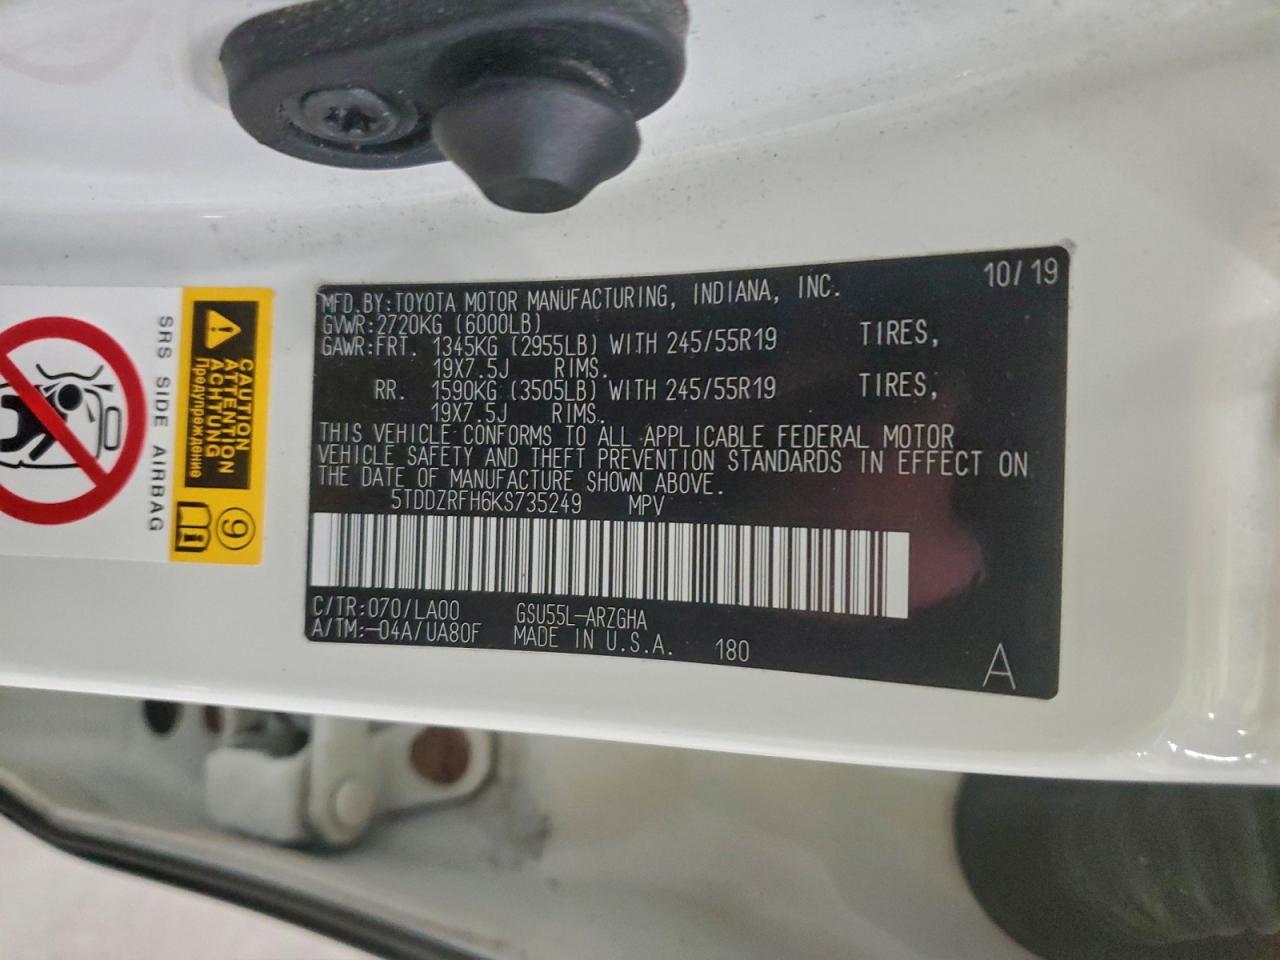 10/19
MFD.BY:TOYOTA MOTOR MANUFACTURING, INDIANA, INC.
GVWR:2720KG (6000LB)
GAWR:FRT. 1345KG (2955LB) WITH 245/55R19 TIRES,
19X7.5J RIMS.
RR. 1590KG (3505LB) WITH 245/55R19 TIRES,
19X7.5J RIMS.
THIS VEHICLE CONFORMS TO ALL APPLICABLE FEDERAL MOTOR
VEHICLE SAFETY AND THEFT PREVENTION STANDARDS IN EFFECT ON
THE DATE OF MANUFACTURE SHOWN ABOVE.
5TDDZRFH6KS735249 MPV
C/TR:070/LA00 GSU55L-ARZGHA
A/TM:-04A/UA80F MADE IN U.S.A. 180
A
CAUTION
ATTENTION
ACHTUNG
Предупреждение
9
SRS SIDE AIRBAG